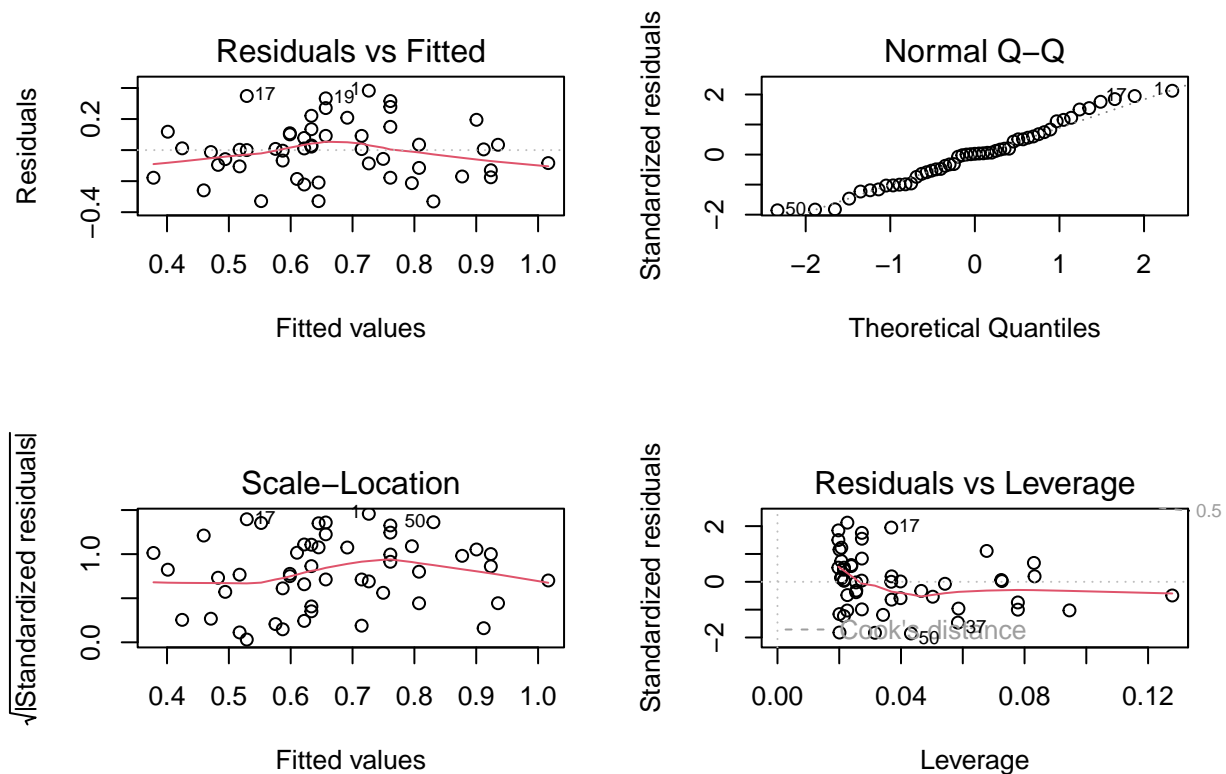 Residuals vs Fitted
Residuals
0.2
−0.4
17
19
1
0.4 0.5 0.6 0.7 0.8 0.9 1.0
Fitted values
Normal Q−Q
Standardized residuals
2
0
−2
17
1
50
−2 −1 0 1 2
Theoretical Quantiles
Scale−Location
√|Standardized residuals|
1.0
0.0
17
1
50
0.4 0.5 0.6 0.7 0.8 0.9 1.0
Fitted values
Residuals vs Leverage
Standardized residuals
2
0
−2
17
37
50
0.5
Cook's distance
0.00 0.04 0.08 0.12
Leverage